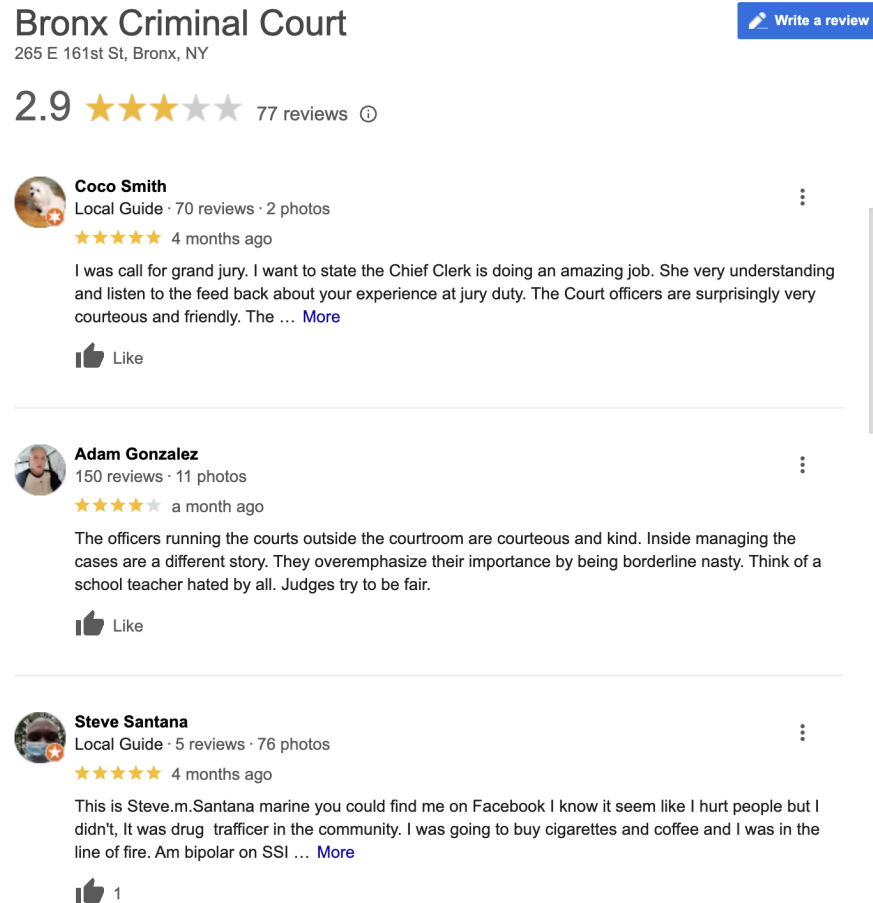 Bronx Criminal Court
Write a review
265 E 161st St, Bronx, NY
2.9 77 reviews
Coco Smith
Local Guide · 70 reviews · 2 photos
4 months ago
I was call for grand jury. I want to state the Chief Clerk is doing an amazing job. She very understanding
and listen to the feed back about your experience at jury duty. The Court officers are surprisingly very
courteous and friendly. The … More
Like
Adam Gonzalez
150 reviews · 11 photos
a month ago
The officers running the courts outside the courtroom are courteous and kind. Inside managing the
cases are a different story. They overemphasize their importance by being borderline nasty. Think of a
school teacher hated by all. Judges try to be fair.
Like
Steve Santana
Local Guide · 5 reviews · 76 photos
4 months ago
This is Steve.m.Santana marine you could find me on Facebook I know it seem like I hurt people but I
didn't, It was drug  trafficer in the community. I was going to buy cigarettes and coffee and I was in the
line of fire. Am bipolar on SSI … More
1